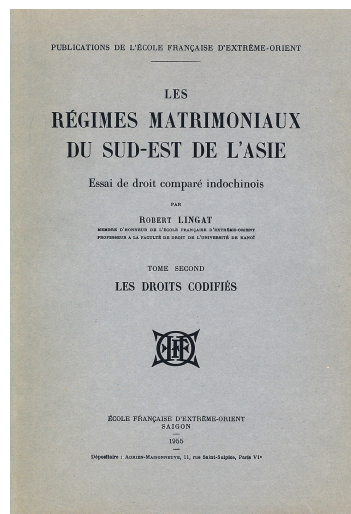 PUBLICATIONS DE L'ÉCOLE FRANÇAISE D'EXTRÊME-ORIENT
LES
RÉGIMES MATRIMONIAUX
DU SUD-EST DE L'ASIE
Essai de droit comparé indochinois
PAR
ROBERT LINGAT
MEMBRE D'HONNEUR DE L'ÉCOLE FRANÇAISE D'EXTRÊME-ORIENT
PROFESSEUR A LA FACULTÉ DE DROIT DE L'UNIVERSITÉ DE HANOÏ
TOME SECOND
LES DROITS CODIFIÉS
ÉCOLE FRANÇAISE D'EXTRÊME-ORIENT
SAIGON
1955
Dépositaire : ADRIEN-MAISONNEUVE, 11, rue Saint-Sulpice, Paris VIe